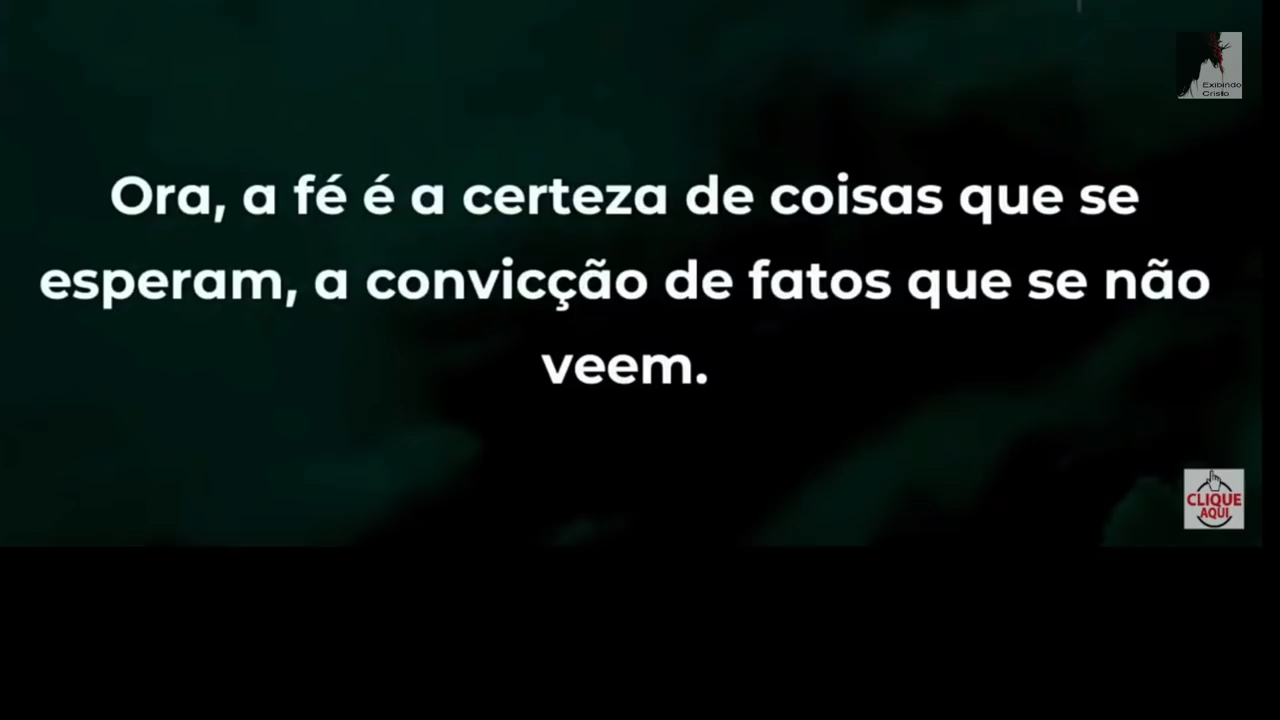 Exibindo
Cristo
Ora, a fé é a certeza de coisas que se
esperam, a convicção de fatos que se não
veem.
CLIQUE
AQUI